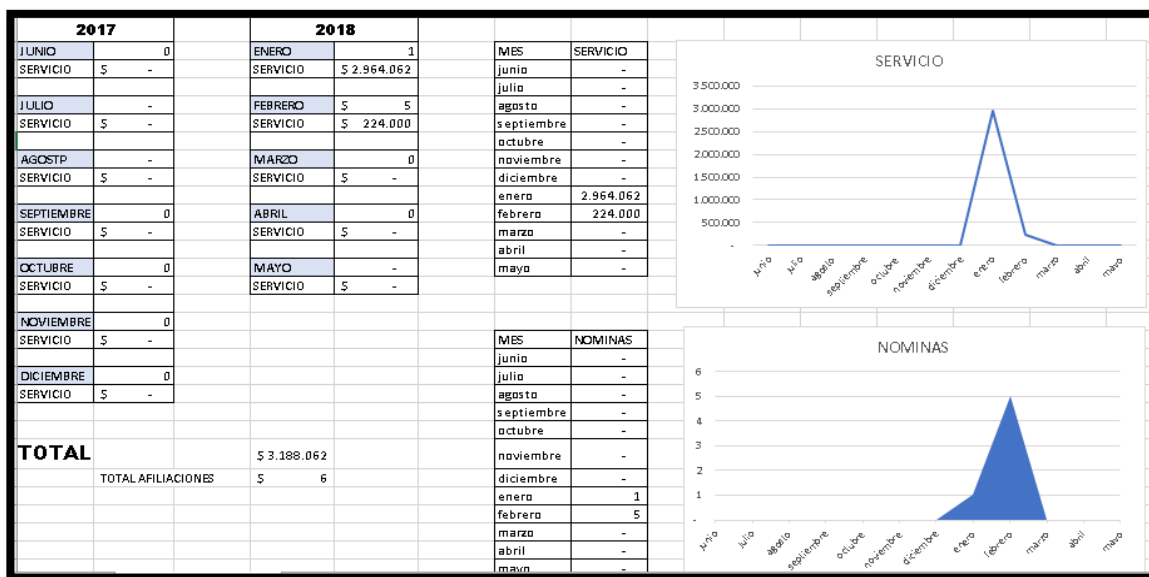 2017 2018
JUNIO 0 ENERO 1 MES SERVICIO
SERVICIO $ - SERVICIO $ 2.964.062 junio -
julio -
JULIO - FEBRERO $ 5 agosto -
SERVICIO $ - SERVICIO $ 224.000 septiembre -
octubre -
AGOSTP - MARZO 0 noviembre -
SERVICIO $ - SERVICIO $ - diciembre -
enero 2.964.062
SEPTIEMBRE 0 ABRIL 0 febrero 224.000
SERVICIO $ - SERVICIO $ - marzo -
abril -
OCTUBRE 0 MAYO - mayo -
SERVICIO $ - SERVICIO $ -
NOVIEMBRE 0
SERVICIO $ - MES NOMINAS
junio -
DICIEMBRE 0 julio -
SERVICIO $ - agosto -
septiembre -
octubre -
TOTAL $ 3.188.062 noviembre -
TOTAL AFILIACIONES $ 6 diciembre -
enero 1
febrero 5
marzo -
abril -
mayo -
SERVICIO
3.500.000
3.000.000
2.500.000
2.000.000
1.500.000
1.000.000
500.000
-
junio julio agosto septiembre octubre noviembre diciembre enero febrero marzo abril mayo
NOMINAS
6
5
4
3
2
1
-
junio julio agosto septiembre octubre noviembre diciembre enero febrero marzo abril mayo